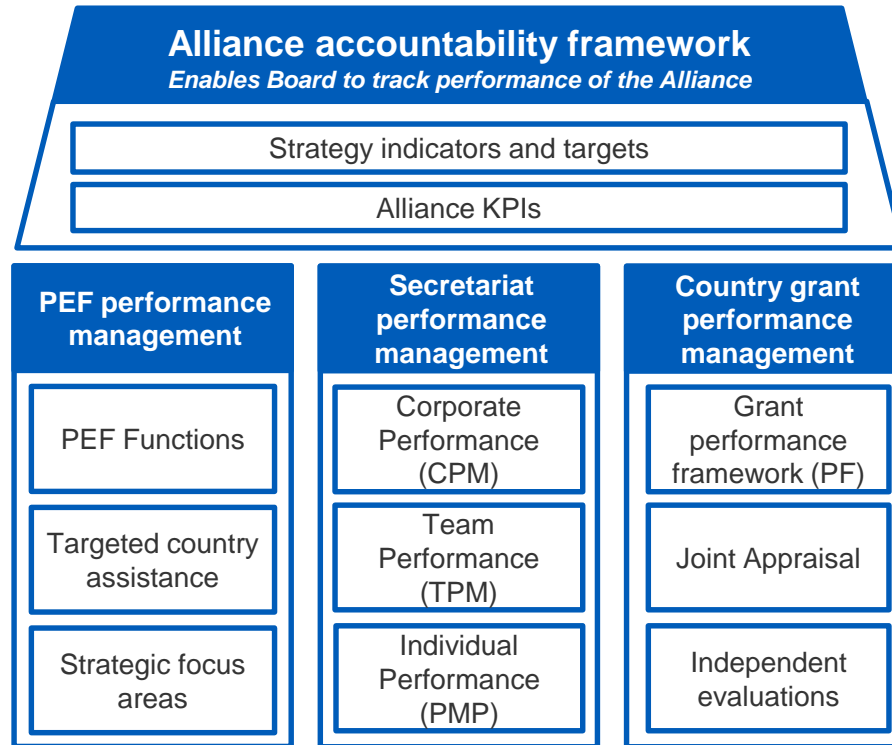 Alliance accountability framework
Enables Board to track performance of the Alliance
Strategy indicators and targets
Alliance KPIs
PEF performance
management
PEF Functions
Targeted country
assistance
Strategic focus
areas
Secretariat
performance
management
Corporate
Performance
(CPM)
Team
Performance
(TPM)
Individual
Performance
(PMP)
Country grant
performance
management
Grant
performance
framework (PF)
Joint Appraisal
Independent
evaluations